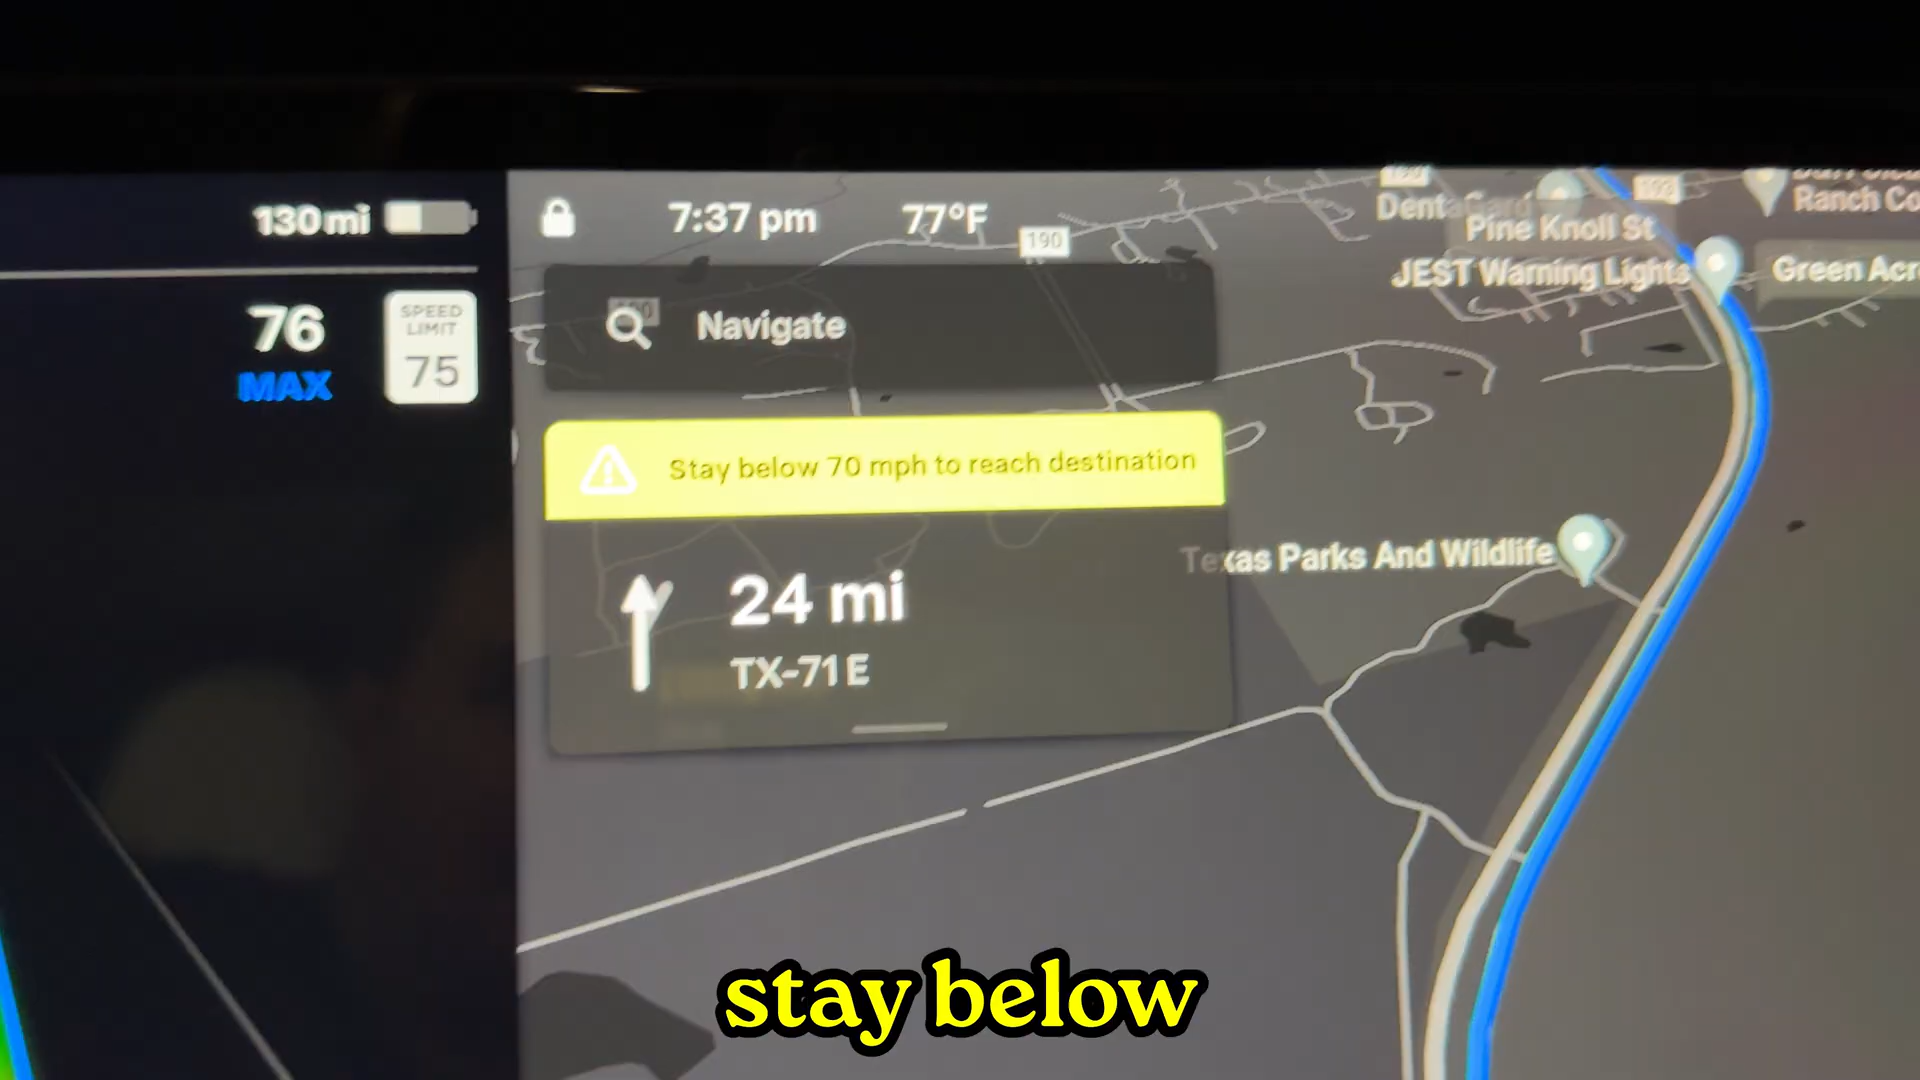 130mi
7:37 pm
77°F
190
193
Ranch Co
Pine Knoll St
JEST Warning Lights
Green Acr
76
MAX
SPEED
LIMIT
75
Navigate
Stay below 70 mph to reach destination
24 mi
TX-71 E
Texas Parks And Wildlife
stay below